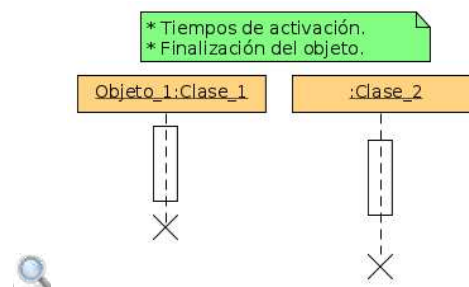 * Tiempos de activación.
* Finalización del objeto.
Objeto_1:Clase_1
:Clase_2